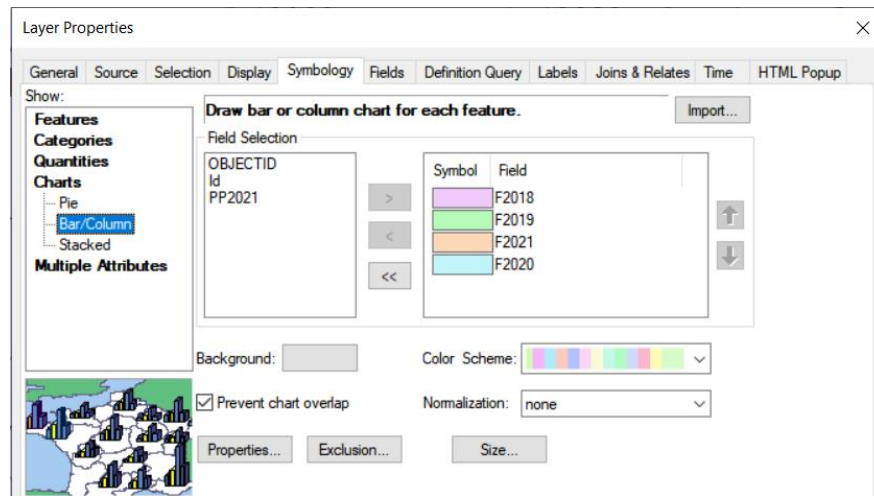 Layer Properties
General Source Selection Display Symbology Fields Definition Query Labels Joins & Relates Time HTML Popup
Show:
Features
Categories
Quantities
Charts
Pie
Bar/Column
Stacked
Multiple Attributes
Draw bar or column chart for each feature.
Import...
Field Selection
OBJECTID
Id
PP2021
>
<
<<
Symbol Field
F2018
F2019
F2021
F2020
Background:
Color Scheme:
Prevent chart overlap
Normalization: none
Properties... Exclusion... Size...